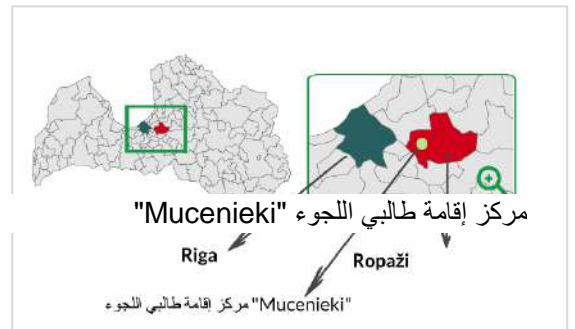 مركز إقامة طالبي اللجوء "Mucenieki"
Riga
Ropaži
"Mucenieki" مركز إقامة طالبي اللجوء